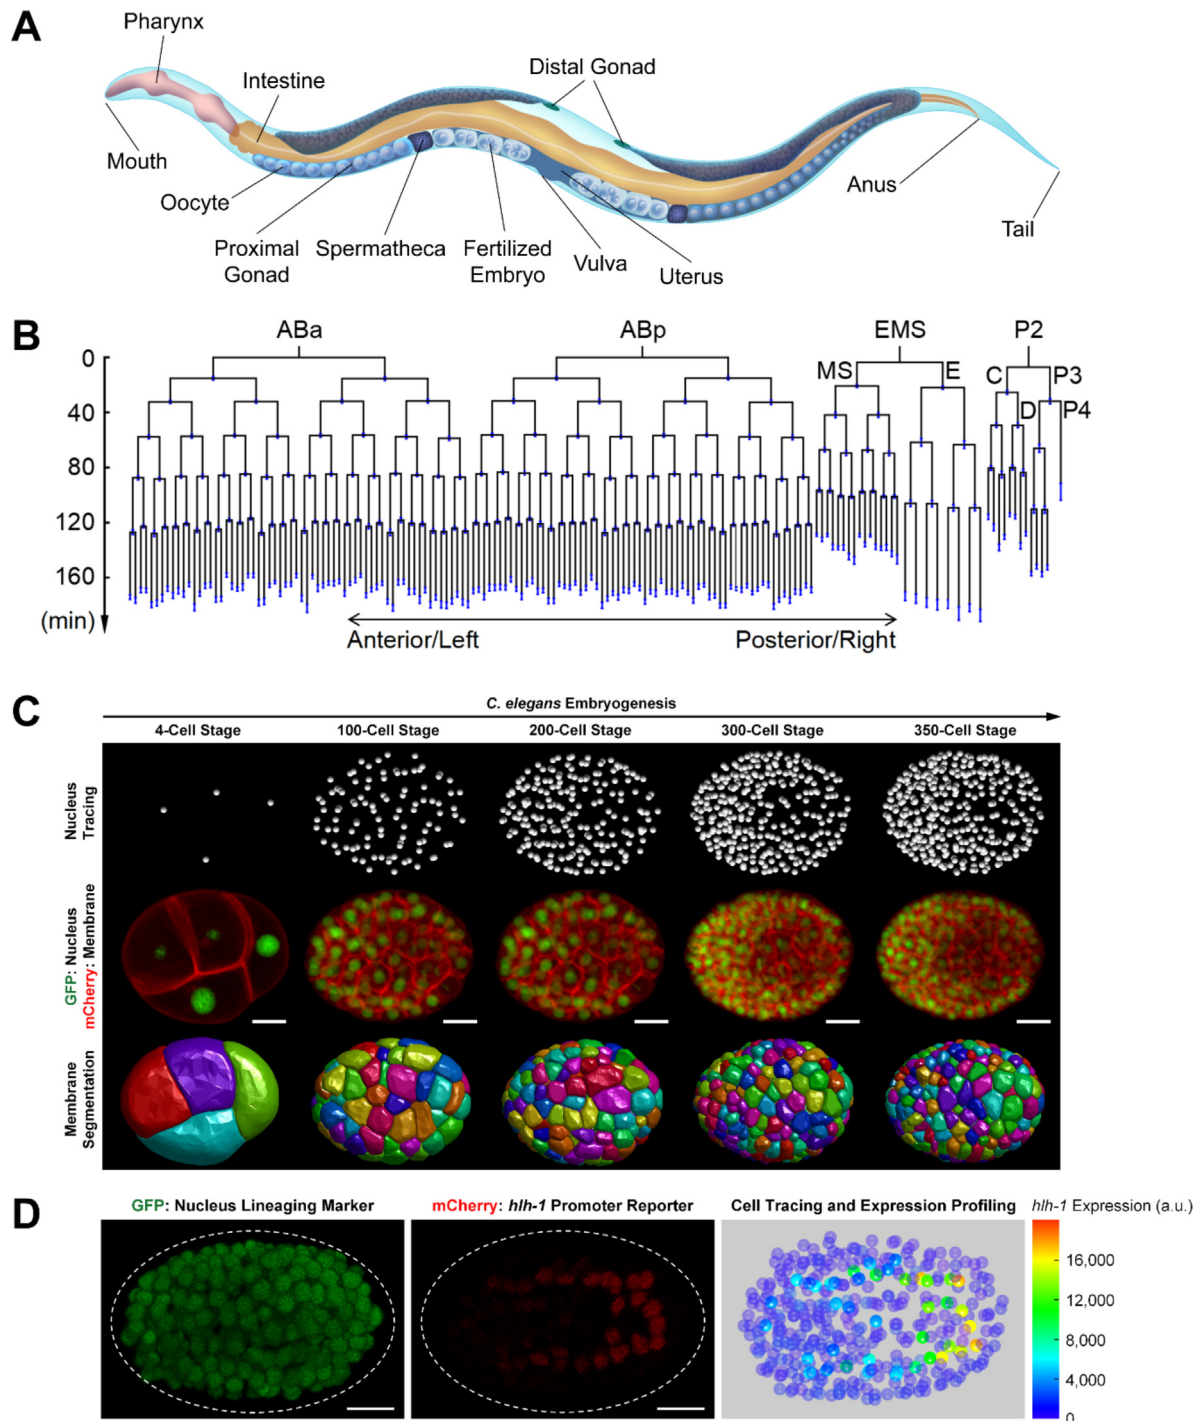 A
Pharynx
Intestine
Distal Gonad
Mouth
Oocyte
Proximal
Gonad
Spermatheca
Fertilized
Embryo
Vulva
Uterus
Anus
Tail
B
ABa
ABp
EMS
P2
MS
E
C
P3
D
P4
0
40
80
120
160
(min)
Anterior/Left
Posterior/Right
C
C. elegans Embryogenesis
4-Cell Stage
100-Cell Stage
200-Cell Stage
300-Cell Stage
350-Cell Stage
Nucleus
Tracing
GFP: Nucleus
mCherry: Membrane
Membrane
Segmentation
D
GFP: Nucleus Lineaging Marker
mCherry: hlh-1 Promoter Reporter
Cell Tracing and Expression Profiling
hlh-1 Expression (a.u.)
16,000
12,000
8,000
4,000
0